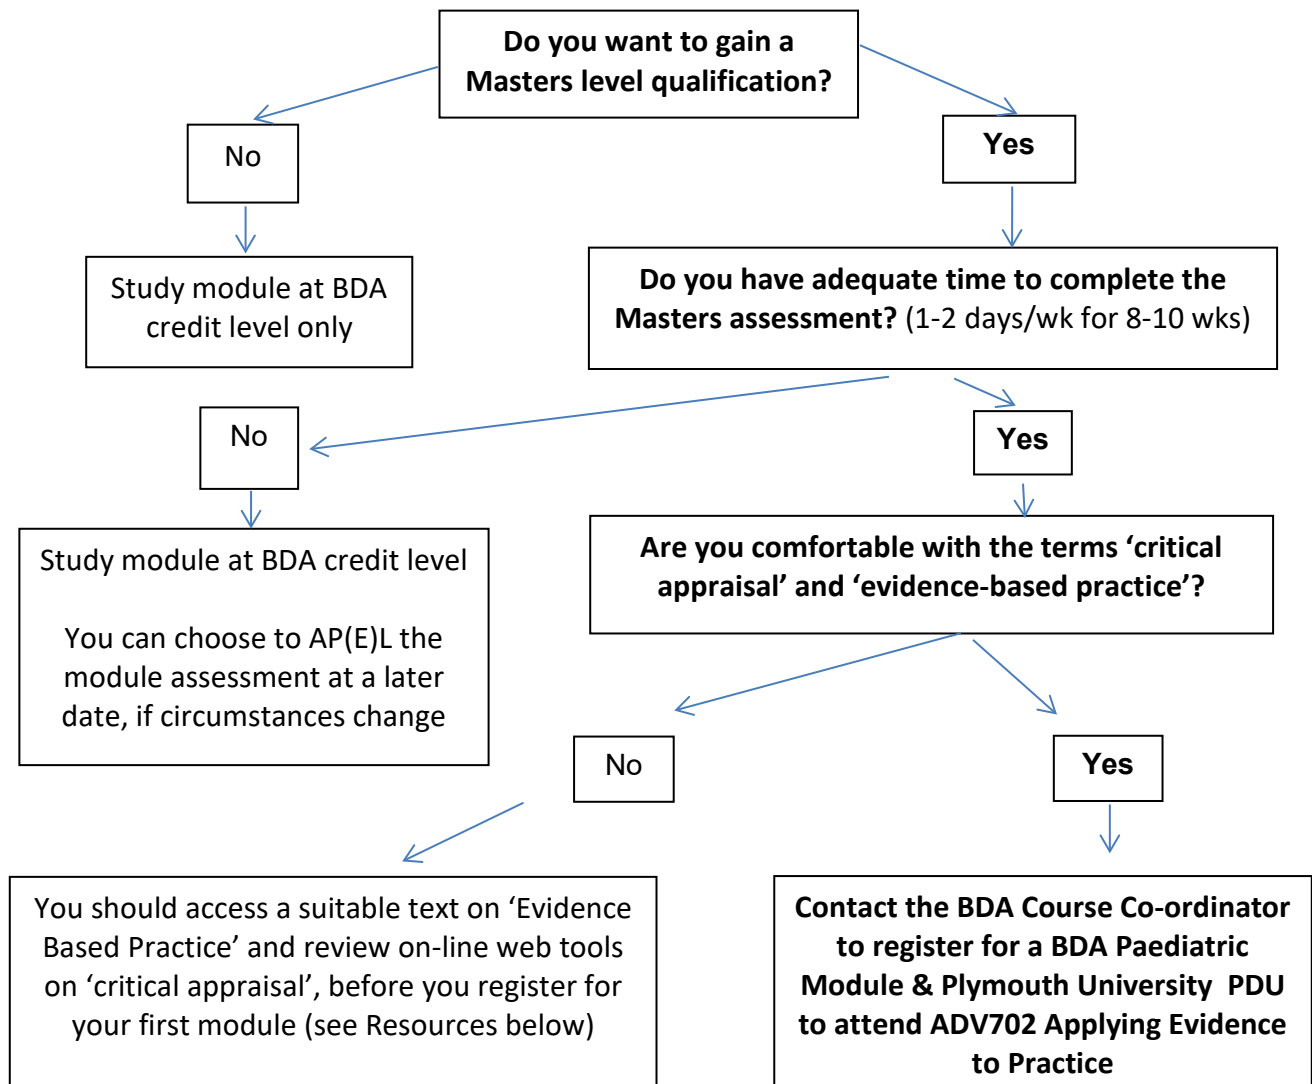 Do you want to gain a
Masters level qualification?
No
Yes
Study module at BDA
credit level only
Do you have adequate time to complete the
Masters assessment? (1-2 days/wk for 8-10 wks)
No
Yes
Study module at BDA credit level
You can choose to AP(E)L the
module assessment at a later
date, if circumstances change
Are you comfortable with the terms ‘critical
appraisal’ and ‘evidence-based practice’?
No
Yes
You should access a suitable text on ‘Evidence
Based Practice’ and review on-line web tools
on ‘critical appraisal’, before you register for
your first module (see Resources below)
Contact the BDA Course Co-ordinator
to register for a BDA Paediatric
Module & Plymouth University PDU
to attend ADV702 Applying Evidence
to Practice